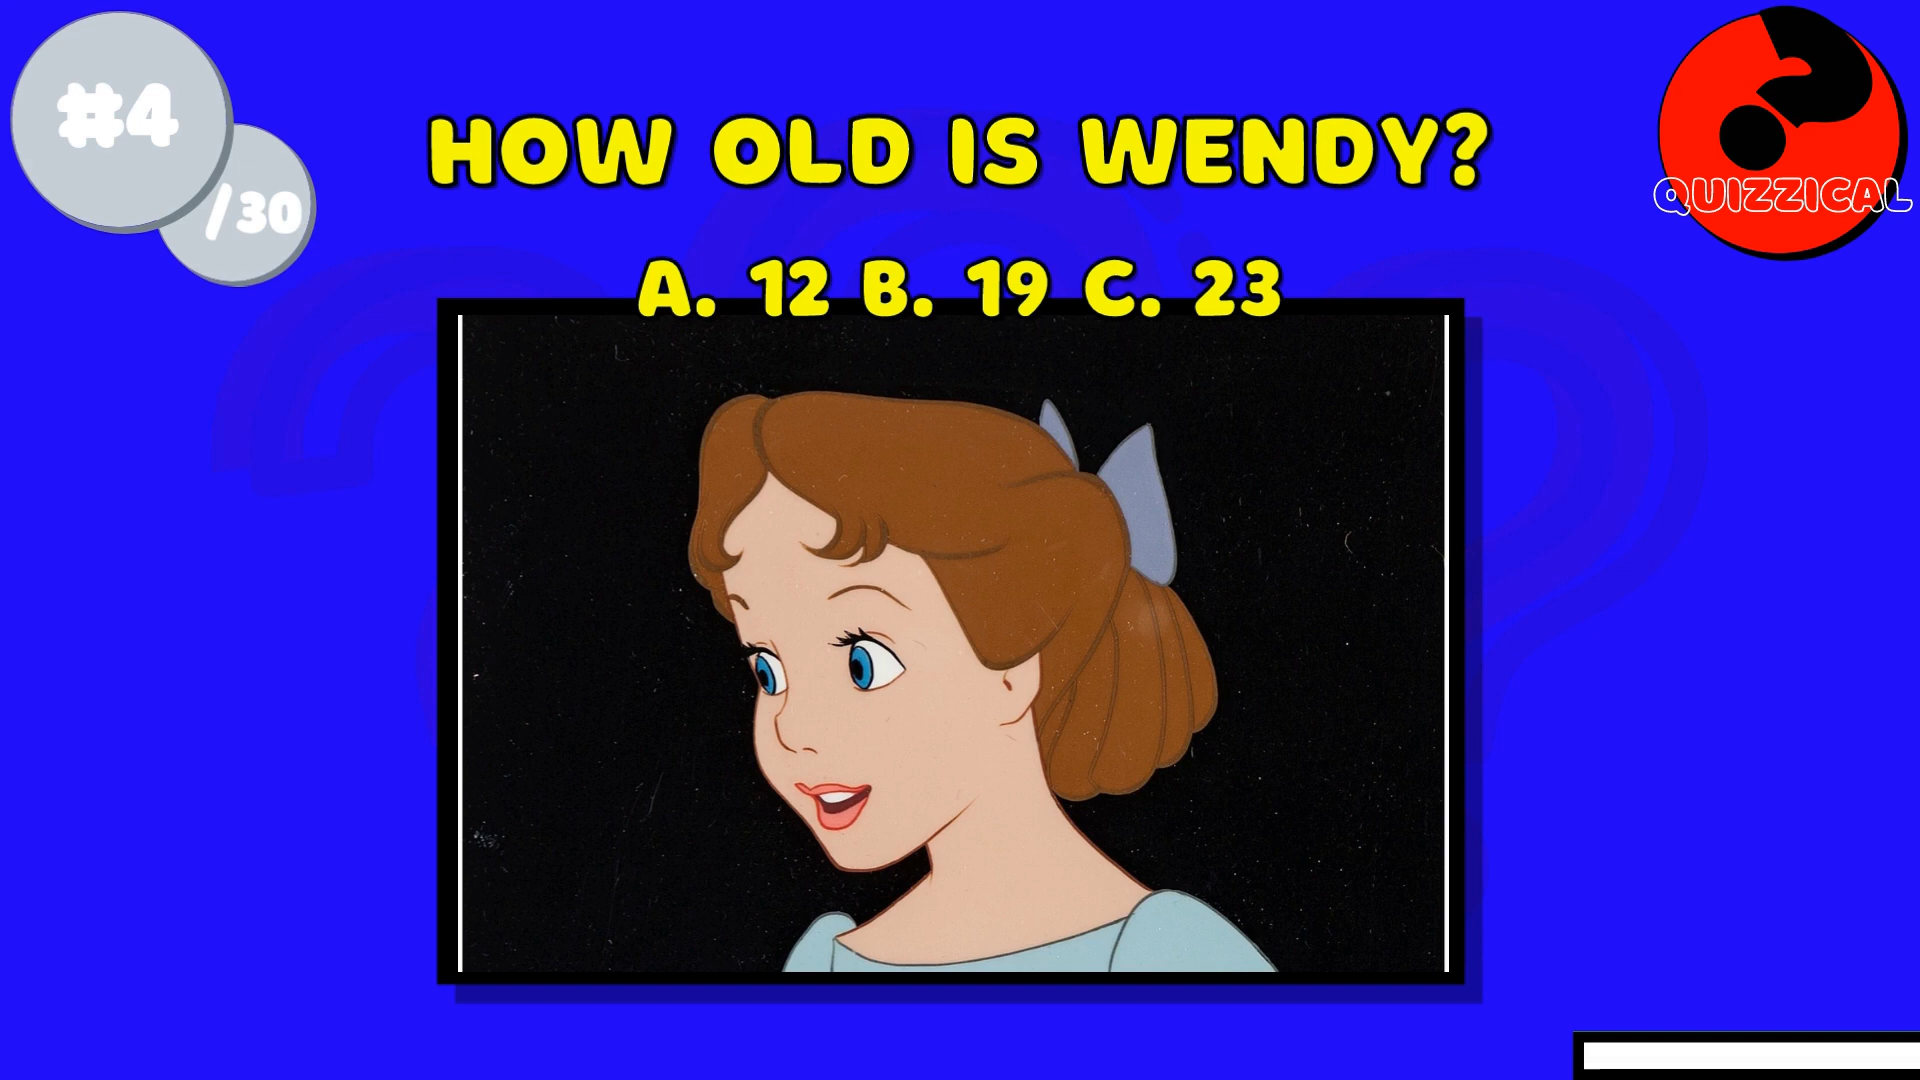 #4
/30
HOW OLD IS WENDY?
QUIZZICAL
A. 12 B. 19 C. 23